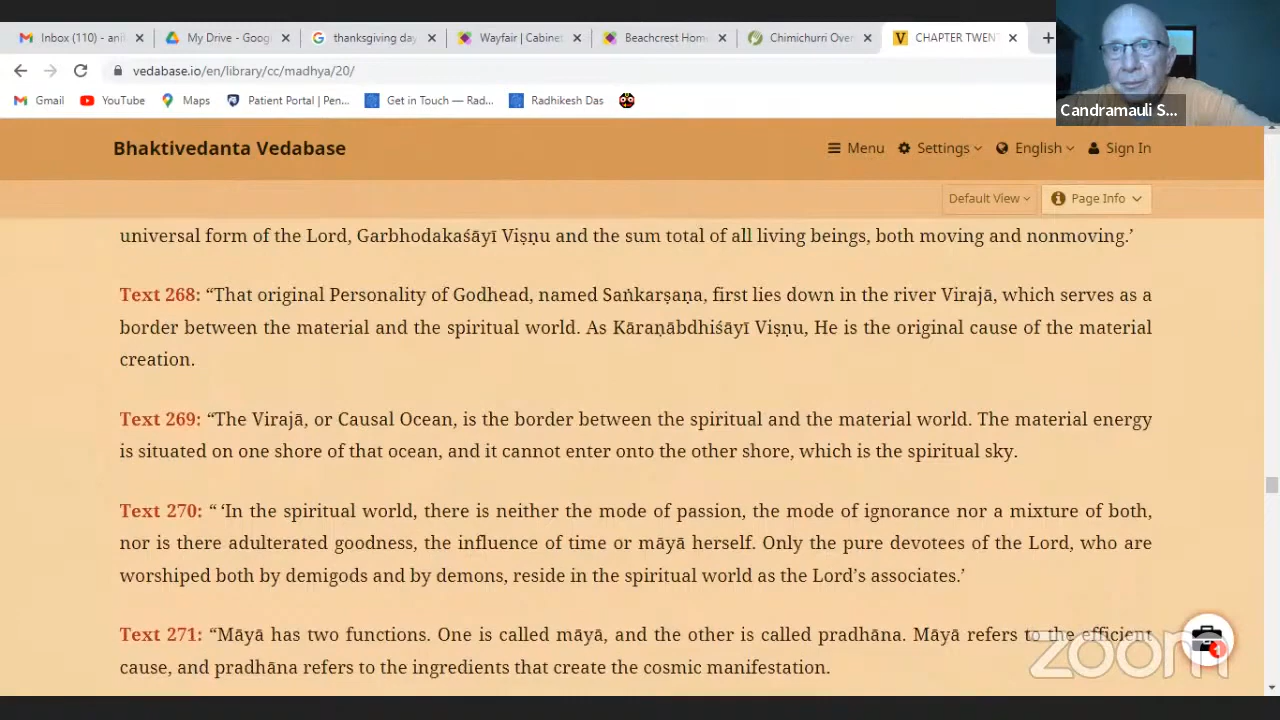 Inbox (110) - anil
My Drive - Goog
thanksgiving day
Wayfair | Cabinet
Beachcrest Hom
Chimichurri Over
CHAPTER TWENT
vedabase.io/en/library/cc/madhya/20/
Gmail
YouTube
Maps
Patient Portal | Pen...
Get in Touch — Rad...
Radhikesh Das
Candramauli S...
Bhaktivedanta Vedabase
Menu
Settings
English
Sign In
Default View
Page Info
universal form of the Lord, Garbhodakaśāyī Viṣṇu and the sum total of all living beings, both moving and nonmoving.’
Text 268: “That original Personality of Godhead, named Saṅkarṣaṇa, first lies down in the river Virajā, which serves as a
border between the material and the spiritual world. As Kāraṇābdhiśāyī Viṣṇu, He is the original cause of the material
creation.
Text 269: “The Virajā, or Causal Ocean, is the border between the spiritual and the material world. The material energy
is situated on one shore of that ocean, and it cannot enter onto the other shore, which is the spiritual sky.
Text 270: “ ‘In the spiritual world, there is neither the mode of passion, the mode of ignorance nor a mixture of both,
nor is there adulterated goodness, the influence of time or māyā herself. Only the pure devotees of the Lord, who are
worshiped both by demigods and by demons, reside in the spiritual world as the Lord’s associates.’
Text 271: “Māyā has two functions. One is called māyā, and the other is called pradhāna. Māyā refers to the efficient
cause, and pradhāna refers to the ingredients that create the cosmic manifestation.
1
zoom